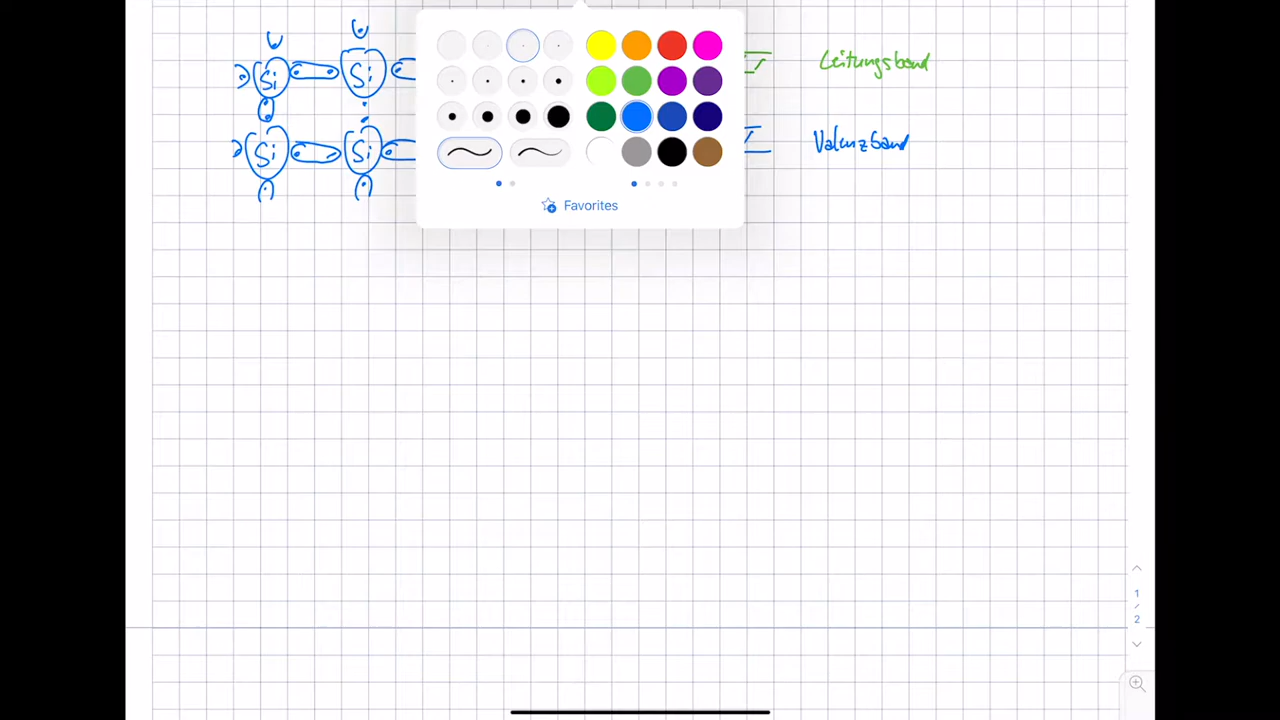 Si Si Leitungsband
Si Si Valenzband
Favorites
1
/
2